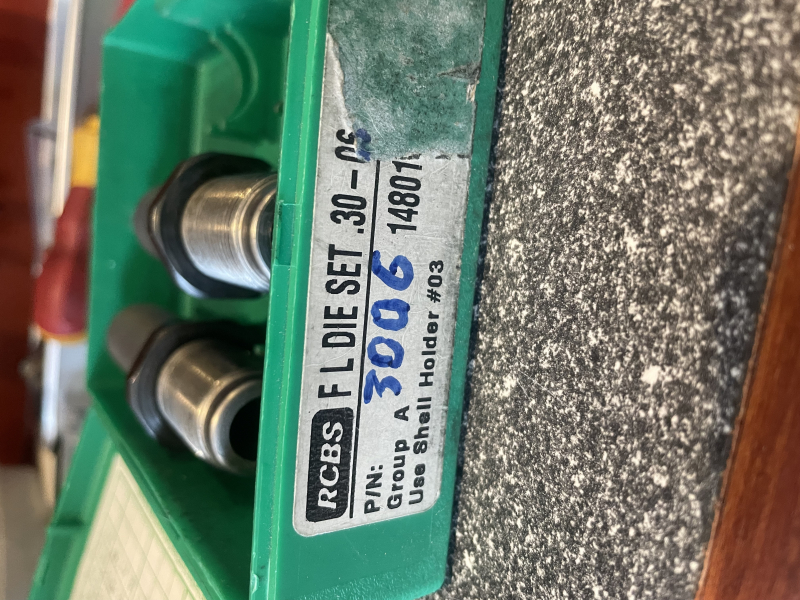 RCBS F L DIE SET .30-06
P/N: 3006 14801
Group A
Use Shell Holder #03